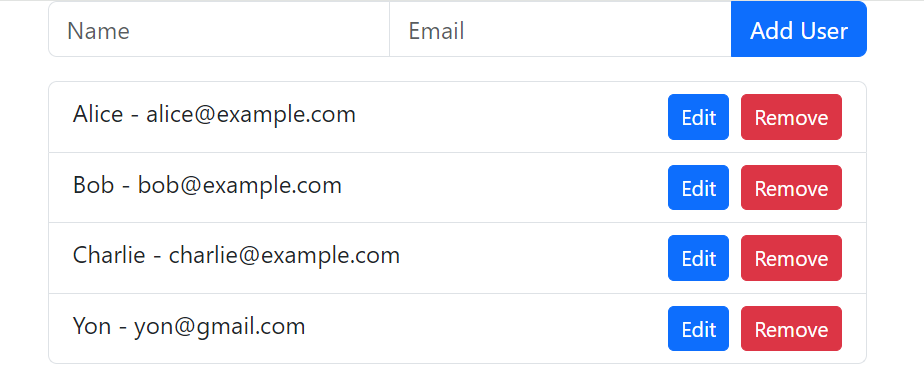 Name Email Add User
Alice - alice@example.com Edit Remove
Bob - bob@example.com Edit Remove
Charlie - charlie@example.com Edit Remove
Yon - yon@gmail.com Edit Remove